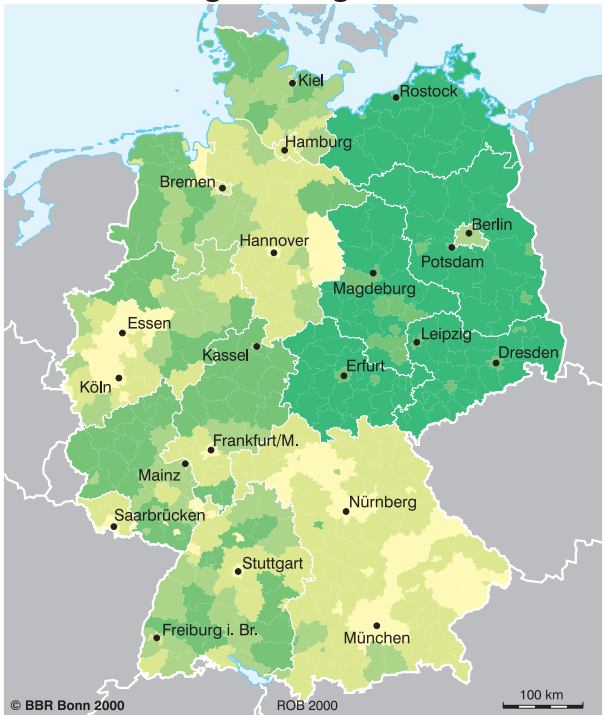 Kiel
Rostock
Hamburg
Bremen
Berlin
Hannover
Potsdam
Magdeburg
Essen
Leipzig
Kassel
Dresden
Erfurt
Köln
Frankfurt/M.
Mainz
Nürnberg
Saarbrücken
Stuttgart
Freiburg i. Br.
München
100 km
© BBR Bonn 2000
ROB 2000